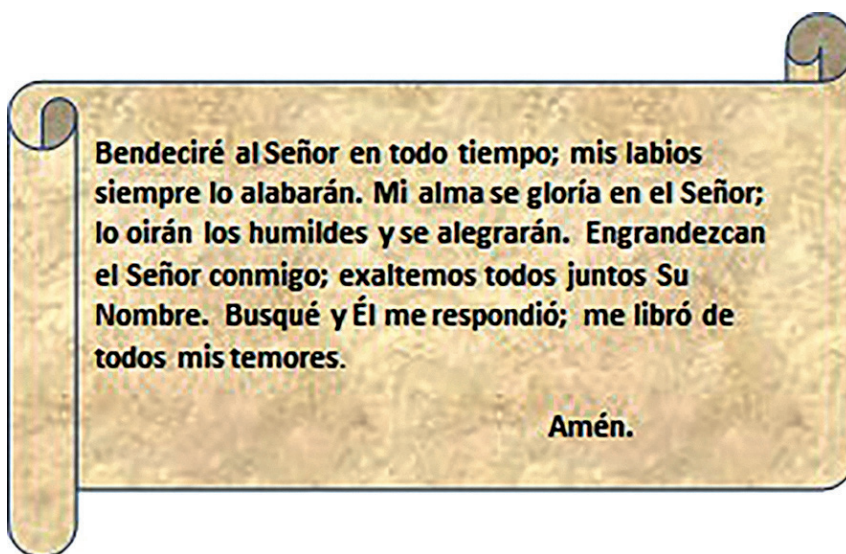 Bendeciré al Señor en todo tiempo; mis labios
siempre lo alabarán. Mi alma se gloría en el Señor;
lo oirán los humildes y se alegrarán. Engrandezcan
el Señor conmigo; exaltemos todos juntos Su
Nombre. Busqué y Él me respondió; me libró de
todos mis temores.
Amén.